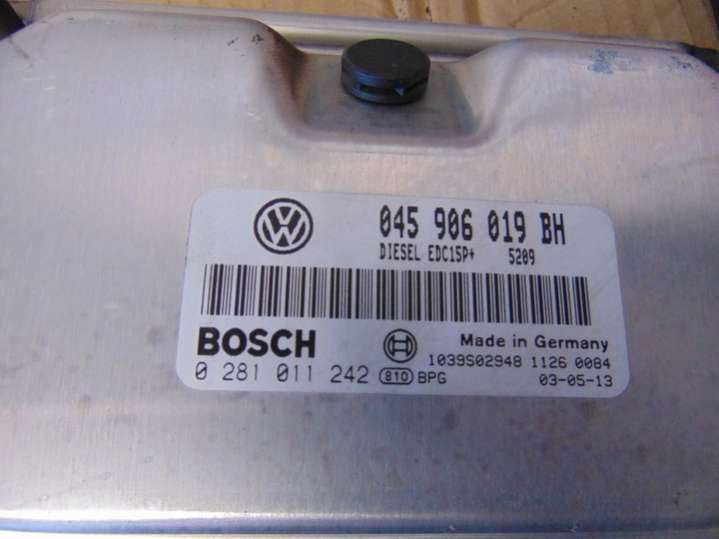 VW 045 906 019 BH
DIESEL EDC15P+ 5209
BOSCH Made in Germany
1039S02948 1126 0084
0 281 011 242 810 BPG 03-05-13